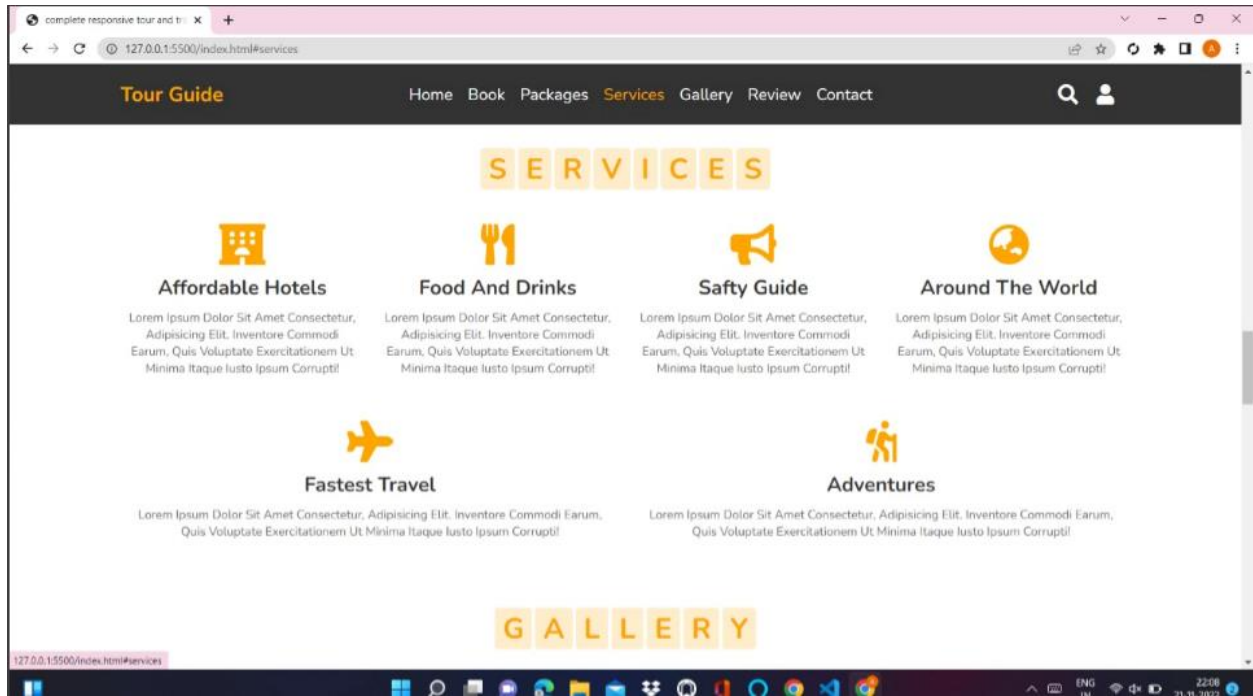 complete responsive tour and tr
127.0.0.1:5500/index.html#services
A
Tour Guide
Home Book Packages Services Gallery Review Contact
SERVICES
Affordable Hotels
Lorem Ipsum Dolor Sit Amet Consectetur,
Adipisicing Elit. Inventore Commodi
Earum, Quis Voluptate Exercitationem Ut
Minima Itaque Iusto Ipsum Corrupti!
Food And Drinks
Lorem Ipsum Dolor Sit Amet Consectetur,
Adipisicing Elit. Inventore Commodi
Earum, Quis Voluptate Exercitationem Ut
Minima Itaque Iusto Ipsum Corrupti!
Safty Guide
Lorem Ipsum Dolor Sit Amet Consectetur,
Adipisicing Elit. Inventore Commodi
Earum, Quis Voluptate Exercitationem Ut
Minima Itaque Iusto Ipsum Corrupti!
Around The World
Lorem Ipsum Dolor Sit Amet Consectetur,
Adipisicing Elit. Inventore Commodi
Earum, Quis Voluptate Exercitationem Ut
Minima Itaque Iusto Ipsum Corrupti!
Fastest Travel
Lorem Ipsum Dolor Sit Amet Consectetur, Adipisicing Elit. Inventore Commodi Earum,
Quis Voluptate Exercitationem Ut Minima Itaque Iusto Ipsum Corrupti!
Adventures
Lorem Ipsum Dolor Sit Amet Consectetur, Adipisicing Elit. Inventore Commodi Earum,
Quis Voluptate Exercitationem Ut Minima Itaque Iusto Ipsum Corrupti!
GALLERY
127.0.0.1:5500/index.html#services
ENG
IN
22:08
21-11-2022